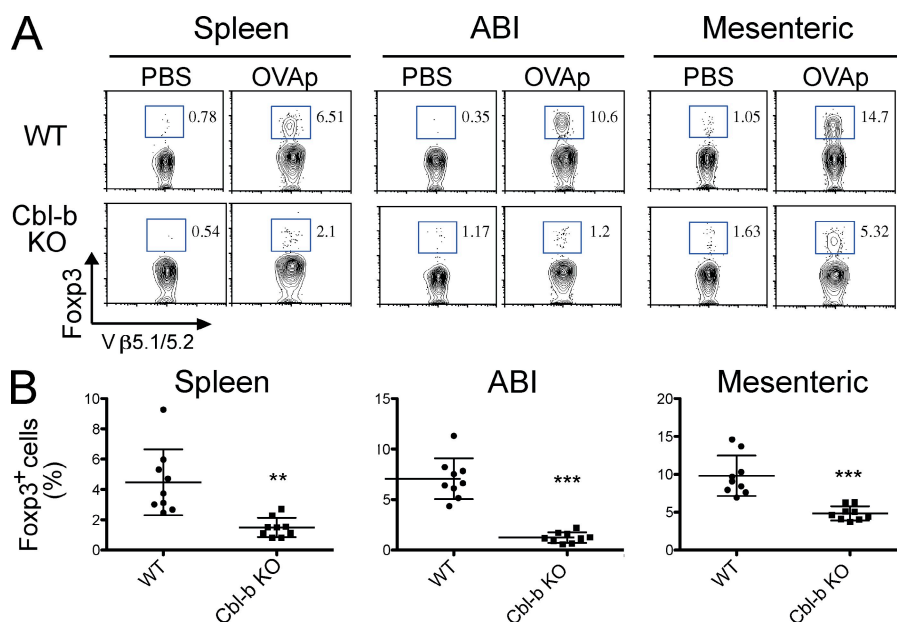 A
Spleen ABI Mesenteric
PBS OVAp PBS OVAp PBS OVAp
WT 0.78 6.51 0.35 10.6 1.05 14.7
Cbl-b
KO 0.54 2.1 1.17 1.2 1.63 5.32
Foxp3
V β5.1/5.2
B
Spleen ABI Mesenteric
Foxp3+ cells
(%)
10 15 20
8
6
4
2
0
10
5
0
15
10
5
0
** *** ***
WT Cbl-b KO WT Cbl-b KO WT Cbl-b KO